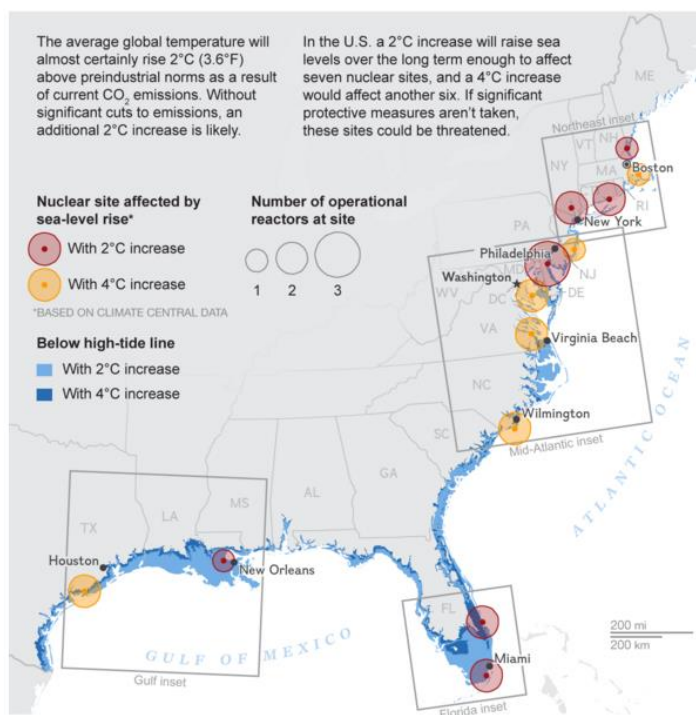 The average global temperature will
almost certainly rise 2°C (3.6°F)
above preindustrial norms as a result
of current CO₂ emissions. Without
significant cuts to emissions, an
additional 2°C increase is likely.
In the U.S. a 2°C increase will raise sea
levels over the long term enough to affect
seven nuclear sites, and a 4°C increase
would affect another six. If significant
protective measures aren't taken,
these sites could be threatened.
Nuclear site affected by
sea-level rise*
With 2°C increase
With 4°C increase
*BASED ON CLIMATE CENTRAL DATA
Number of operational
reactors at site
1 2 3
Below high-tide line
With 2°C increase
With 4°C increase
ME
Northeast inset
VT NH
NY
MA
Boston
RI
New York
PA
Philadelphia
NJ
Washington
MD
WV
DC
DE
VA
Virginia Beach
NC
Wilmington
Mid-Atlantic inset
SC
ATLANTIC OCEAN
TX
LA
MS
AL
GA
Houston
New Orleans
FL
Miami
GULF OF MEXICO
Gulf inset
Florida inset
200 mi
200 km